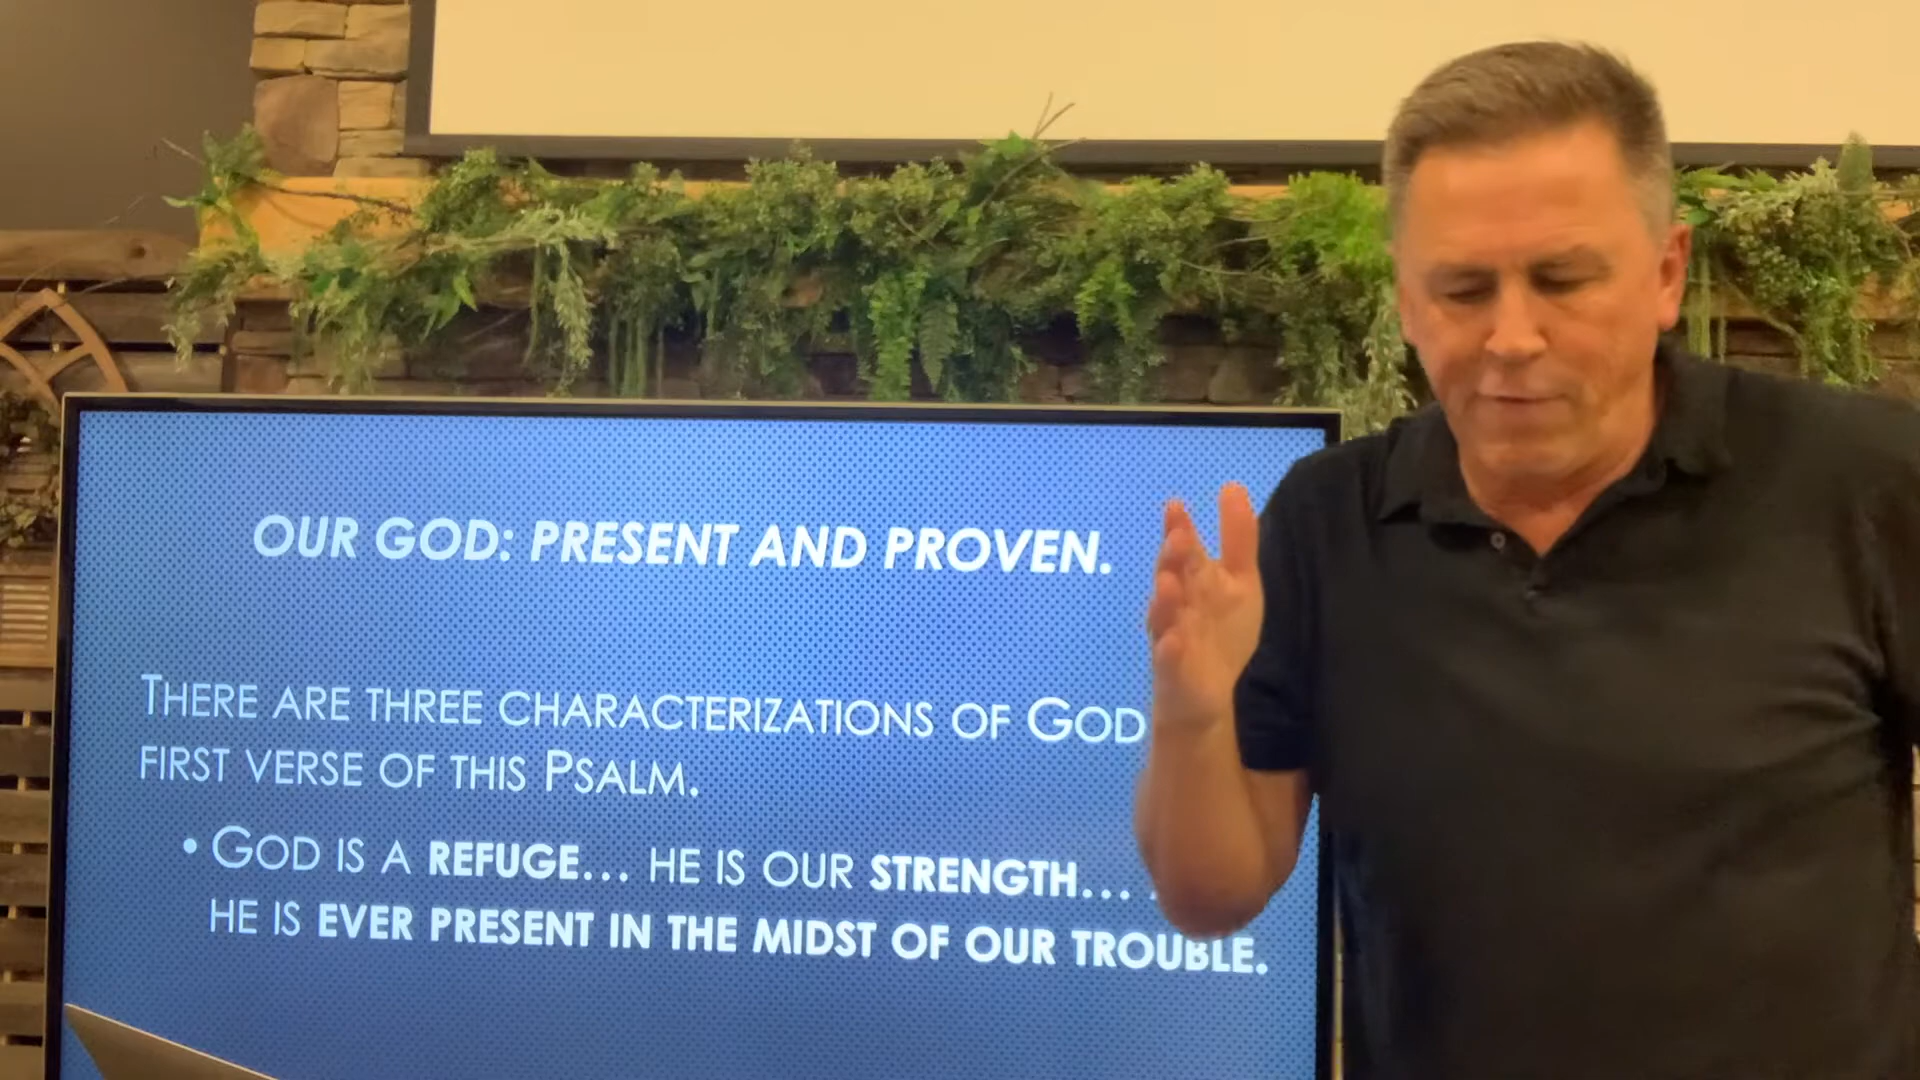 OUR GOD: PRESENT AND PROVEN.
THERE ARE THREE CHARACTERIZATIONS OF GOD
FIRST VERSE OF THIS PSALM.
• GOD IS A REFUGE... HE IS OUR STRENGTH...
HE IS EVER PRESENT IN THE MIDST OF OUR TROUBLE.